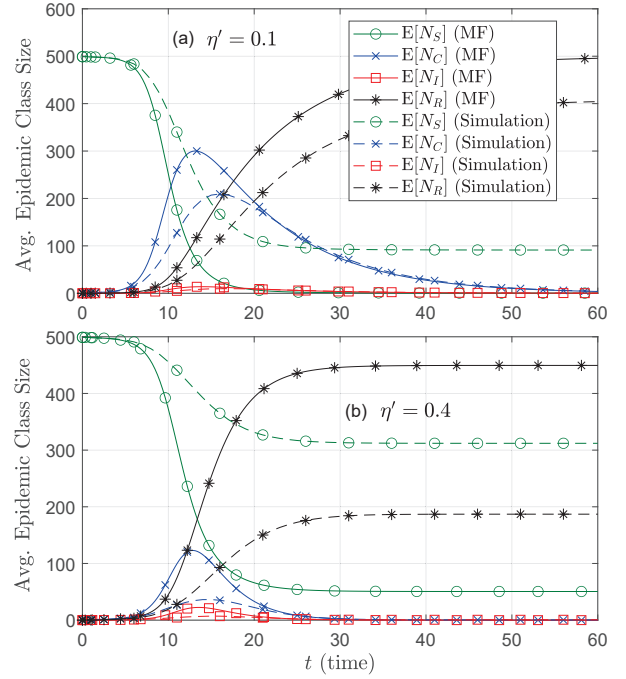 600
500
400
300
200
100
0
Avg. Epidemic Class Size
(a) η′ = 0.1
E[N_S] (MF)
E[N_C] (MF)
E[N_I] (MF)
E[N_R] (MF)
E[N_S] (Simulation)
E[N_C] (Simulation)
E[N_I] (Simulation)
E[N_R] (Simulation)
0 10 20 30 40 50 60
500
400
300
200
100
0
Avg. Epidemic Class Size
(b) η′ = 0.4
0 10 20 30 40 50 60
t (time)